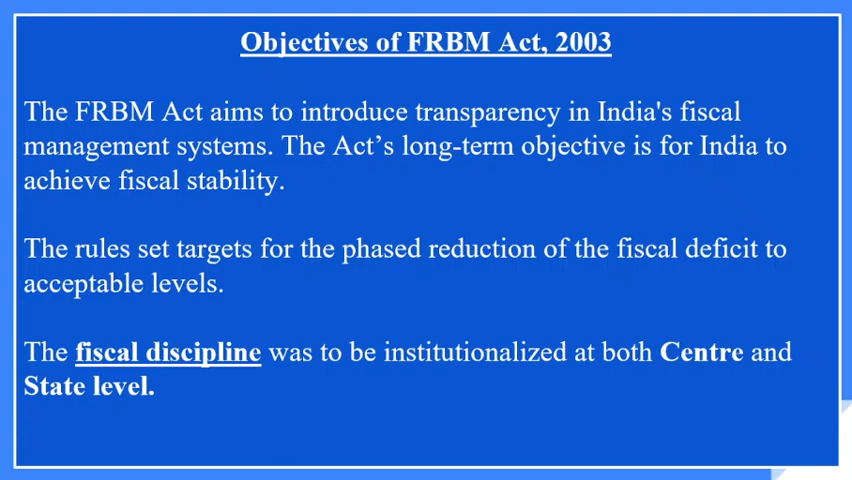 Objectives of FRBM Act, 2003
The FRBM Act aims to introduce transparency in India's fiscal
management systems. The Act’s long-term objective is for India to
achieve fiscal stability.
The rules set targets for the phased reduction of the fiscal deficit to
acceptable levels.
The fiscal discipline was to be institutionalized at both Centre and
State level.